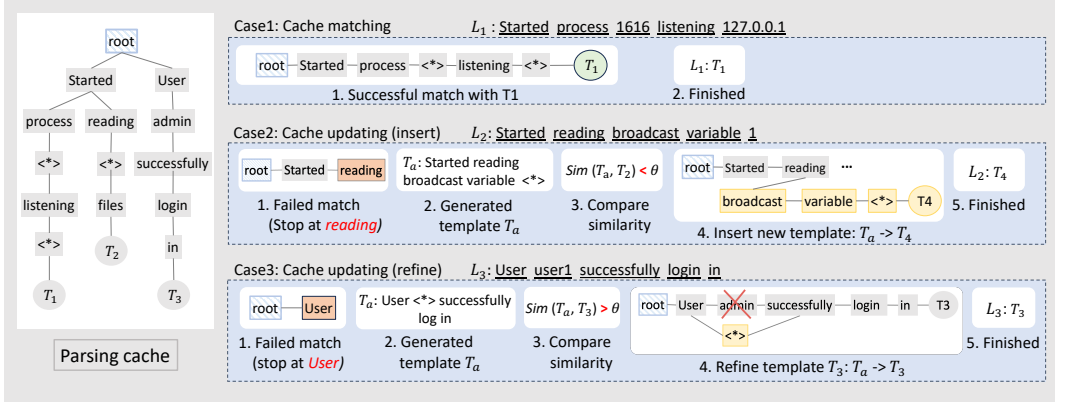 root
Started User
process reading admin
<*> <*> successfully
listening files login
<*> T2 in
T1 T3
Parsing cache
Case1: Cache matching L1 : Started process 1616 listening 127.0.0.1
root Started process <*> listening <*> T1
L1: T1
1. Successful match with T1
2. Finished
Case2: Cache updating (insert) L2: Started reading broadcast variable 1
root Started reading
1. Failed match
(Stop at reading)
Ta: Started reading
broadcast variable <*>
2. Generated
template Ta
Sim (Ta, T2) < θ
3. Compare
similarity
root Started reading ...
broadcast variable <*> T4
4. Insert new template: Ta -> T4
L2: T4
5. Finished
Case3: Cache updating (refine) L3: User user1 successfully login in
root User
1. Failed match
(stop at User)
Ta: User <*> successfully
log in
2. Generated
template Ta
Sim (Ta, T3) > θ
3. Compare
similarity
root User admin successfully login in T3
<*>
4. Refine template T3: Ta -> T3
L3: T3
5. Finished